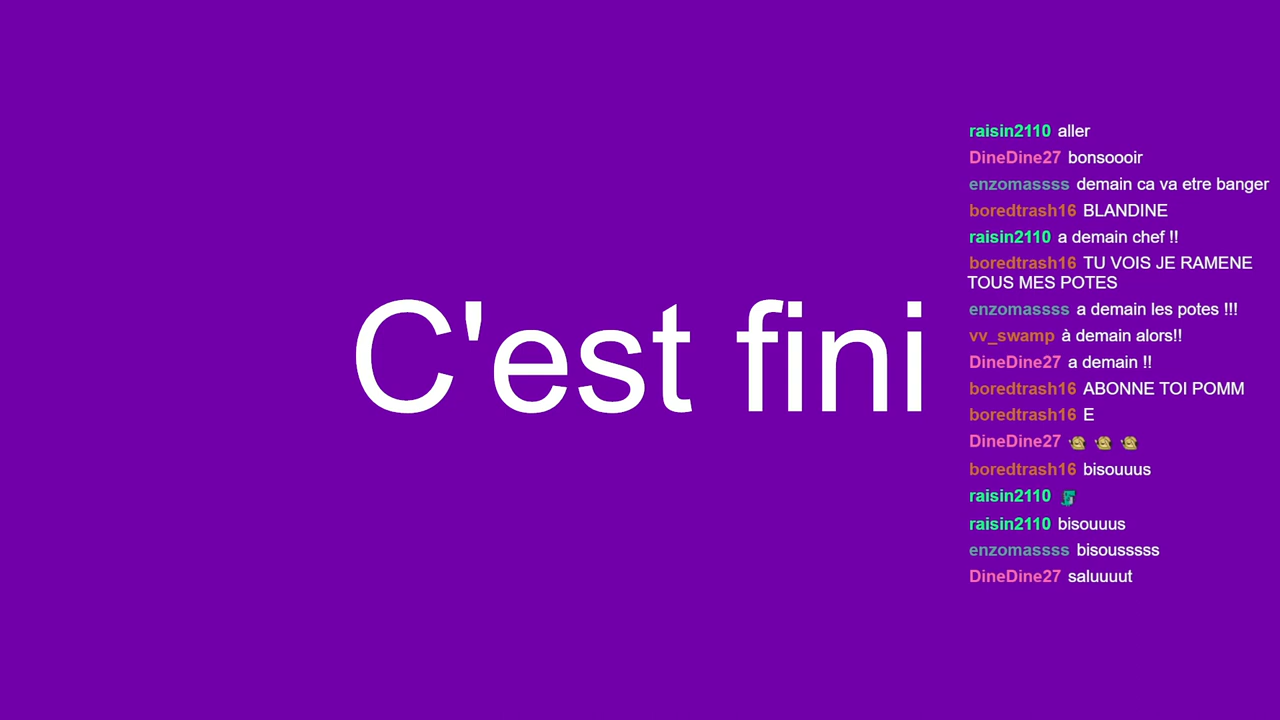 C'est fini
raisin2110 aller
DineDine27 bonsoooir
enzomassss demain ca va etre banger
boredtrash16 BLANDINE
raisin2110 a demain chef !!
boredtrash16 TU VOIS JE RAMENE
TOUS MES POTES
enzomassss a demain les potes !!!
vv_swamp à demain alors!!
DineDine27 a demain !!
boredtrash16 ABONNE TOI POMM
boredtrash16 E
DineDine27
boredtrash16 bisouuus
raisin2110
raisin2110 bisouuus
enzomassss bisousssss
DineDine27 saluuuut